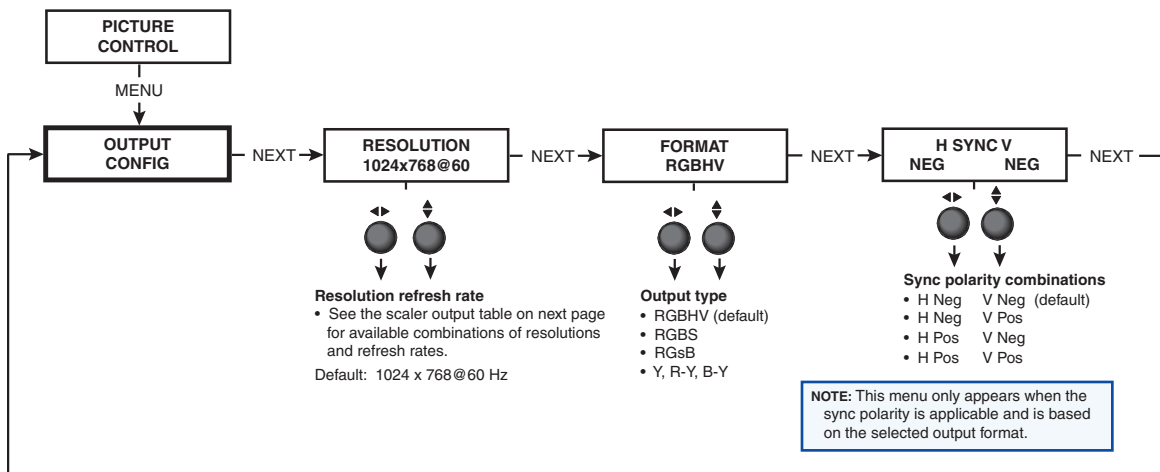 PICTURE
CONTROL
MENU
OUTPUT
CONFIG
NEXT
RESOLUTION
1024x768@60
NEXT
FORMAT
RGBHV
NEXT
H SYNC V
NEG NEG
NEXT
Resolution refresh rate
• See the scaler output table on next page
for available combinations of resolutions
and refresh rates.
Default: 1024 x 768@60 Hz
Output type
• RGBHV (default)
• RGBS
• RGsB
• Y, R-Y, B-Y
Sync polarity combinations
• H Neg V Neg (default)
• H Neg V Pos
• H Pos V Neg
• H Pos V Pos
NOTE: This menu only appears when the
sync polarity is applicable and is based
on the selected output format.